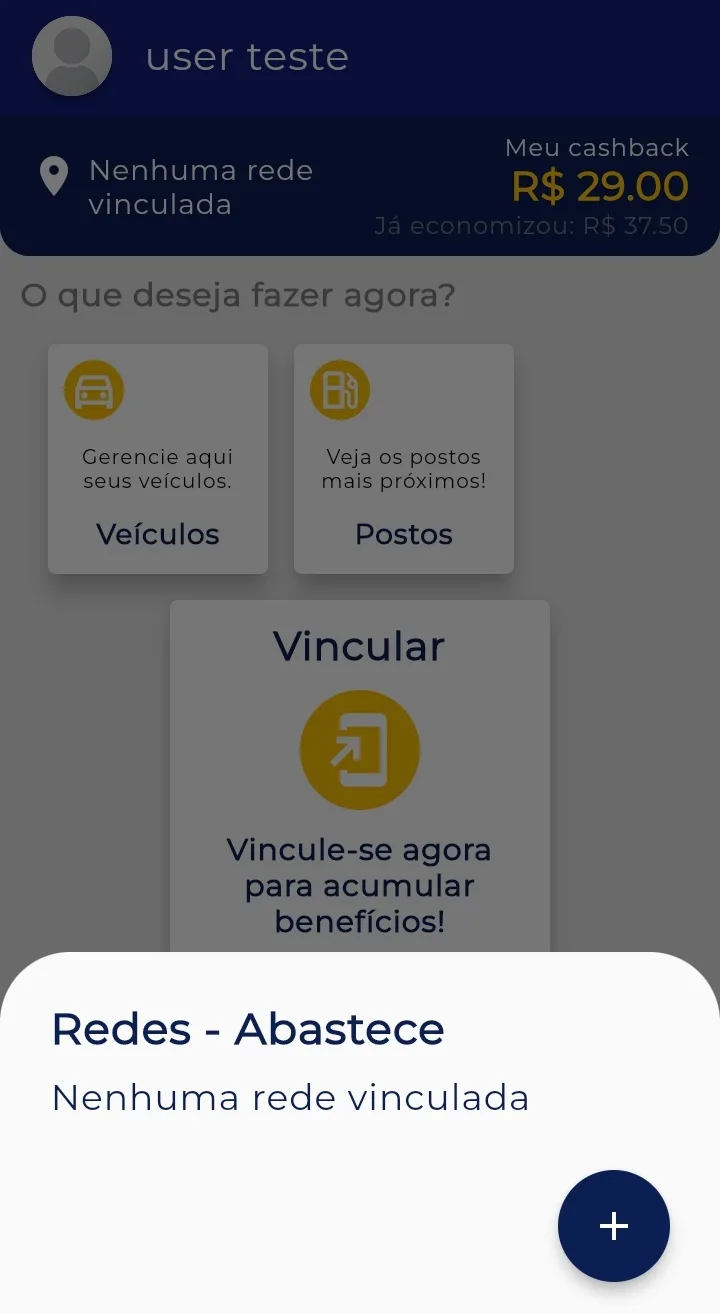 user teste
Nenhuma rede
vinculada
Meu cashback
R$ 29.00
Já economizou: R$ 37.50
O que deseja fazer agora?
Gerencie aqui
seus veículos.
Veículos
Veja os postos
mais próximos!
Postos
Vincular
Vincule-se agora
para acumular
benefícios!
Redes - Abastece
Nenhuma rede vinculada